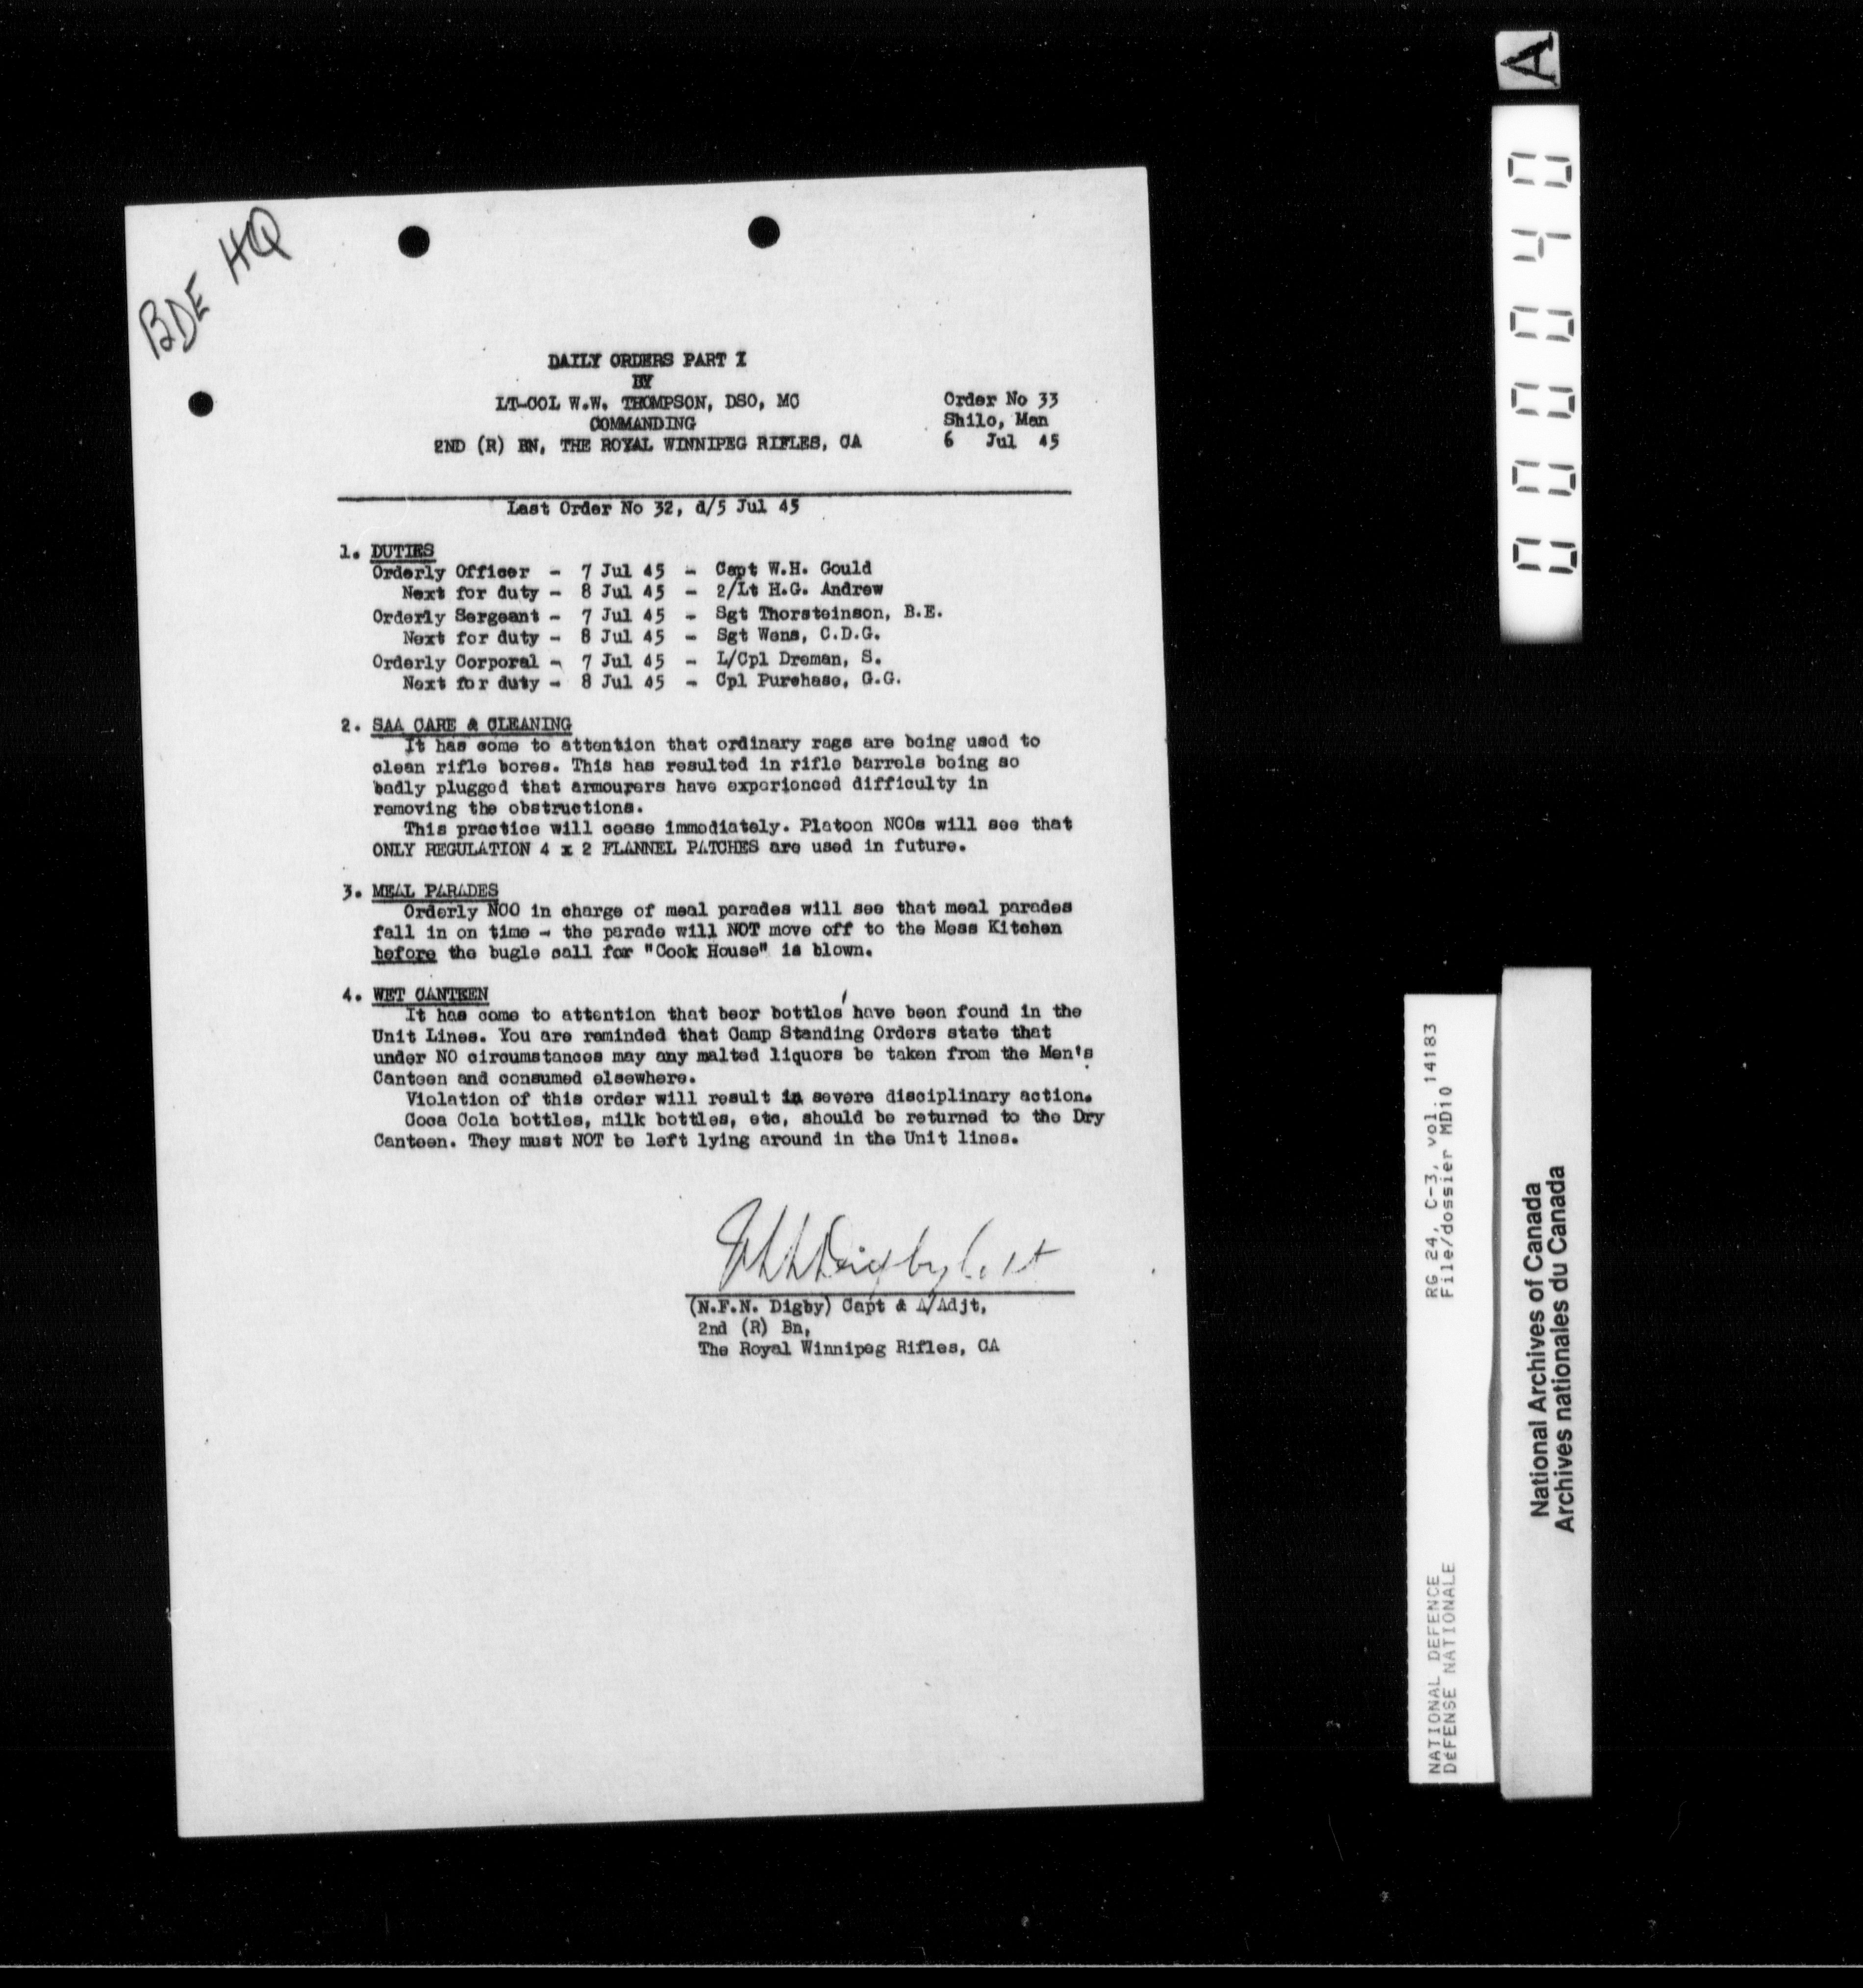 BDE HQ
DAILY ORDERS PART I
BY
LT-COL W.W. THOMPSON, DSO, MC
COMMANDING
2ND (R) BN, THE ROYAL WINNIPEG RIFLES, CA
Order No 33
Shilo, Man
6 Jul 45
Last Order No 32, d/5 Jul 45
1. DUTIES
Orderly Officer - 7 Jul 45 - Capt W.H. Gould
Next for duty - 8 Jul 45 - 2/Lt H.G. Andrew
Orderly Sergeant - 7 Jul 45 - Sgt Thorsteinson, B.E.
Next for duty - 8 Jul 45 - Sgt Wens, C.D.G.
Orderly Corporal - 7 Jul 45 - L/Cpl Dreman, S.
Next for duty - 8 Jul 45 - Cpl Purchase, G.G.
2. SAA CARE & CLEANING
It has come to attention that ordinary rags are being used to
clean rifle bores. This has resulted in rifle barrels being so
badly plugged that armourers have experienced difficulty in
removing the obstructions.
This practice will cease immediately. Platoon NCOs will see that
ONLY REGULATION 4 x 2 FLANNEL PATCHES are used in future.
3. MEAL PARADES
Orderly NCO in charge of meal parades will see that meal parades
fall in on time - the parade will NOT move off to the Mess Kitchen
before the bugle call for "Cook House" is blown.
4. WET CANTEEN
It has come to attention that beer bottles have been found in the
Unit Lines. You are reminded that Camp Standing Orders state that
under NO circumstances may any malted liquors be taken from the Men's
Canteen and consumed elsewhere.
Violation of this order will result in severe disciplinary action.
Coca Cola bottles, milk bottles, etc, should be returned to the Dry
Canteen. They must NOT be left lying around in the Unit lines.
(N.F.N. Digby) Capt & A/Adjt,
2nd (R) Bn,
The Royal Winnipeg Rifles, CA
A
000040
RG 24, C-3, vol. 14183
File/dossier MD10
NATIONAL DEFENCE
DéFENSE NATIONALE
National Archives of Canada
Archives nationales du Canada